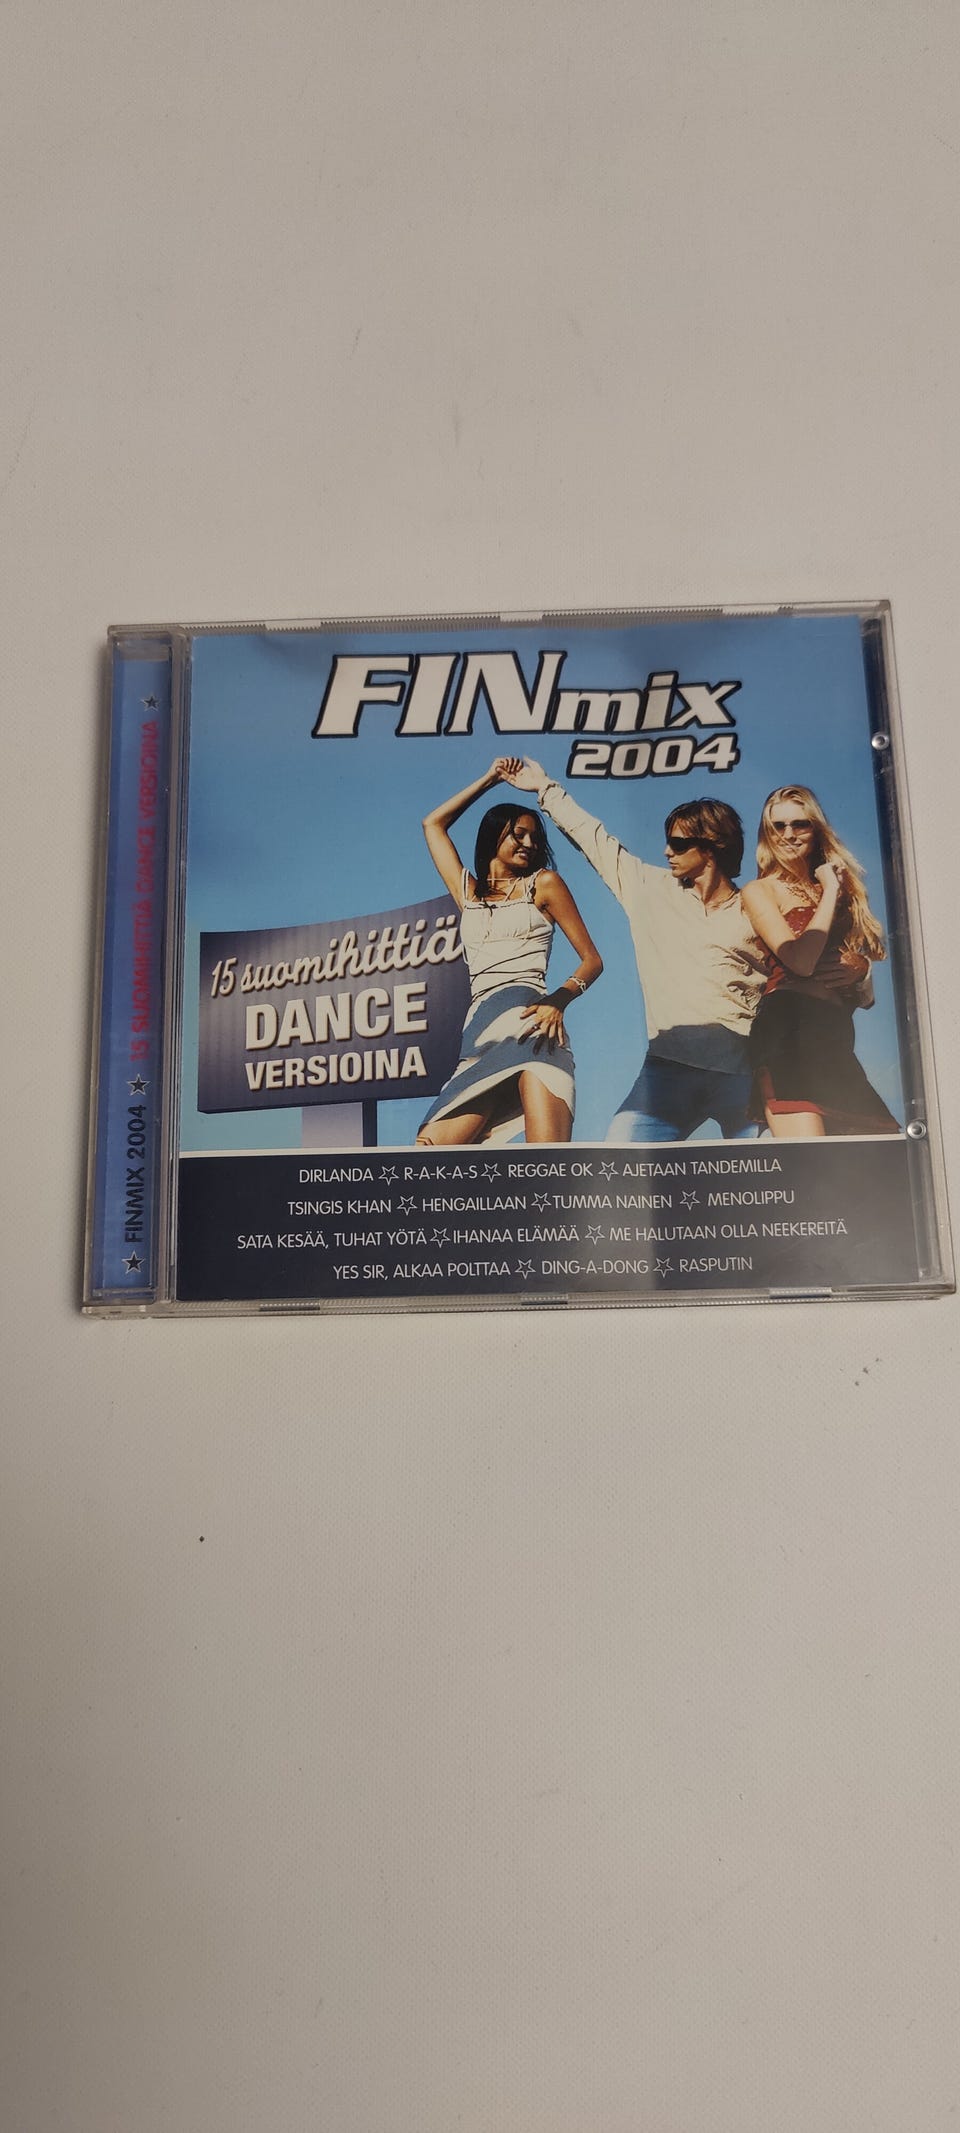 FINmix
2004
15 suomihittiä
DANCE
VERSIOINA
DIRLANDA ☆ R-A-K-A-S ☆ REGGAE OK ☆ AJETAAN TANDEMILLA
TSINGIS KHAN ☆ HENGAILLAAN ☆ TUMMA NAINEN ☆ MENOLIPPU
SATA KESÄÄ, TUHAT YÖTÄ ☆ IHANAA ELÄMÄÄ ☆ ME HALUTAAN OLLA NEEKEREITÄ
YES SIR, ALKAA POLTTAA ☆ DING-A-DONG ☆ RASPUTIN
★ FINMIX 2004 ★ 15 SUOMIHITTIÄ DANCE VERSIOINA ★